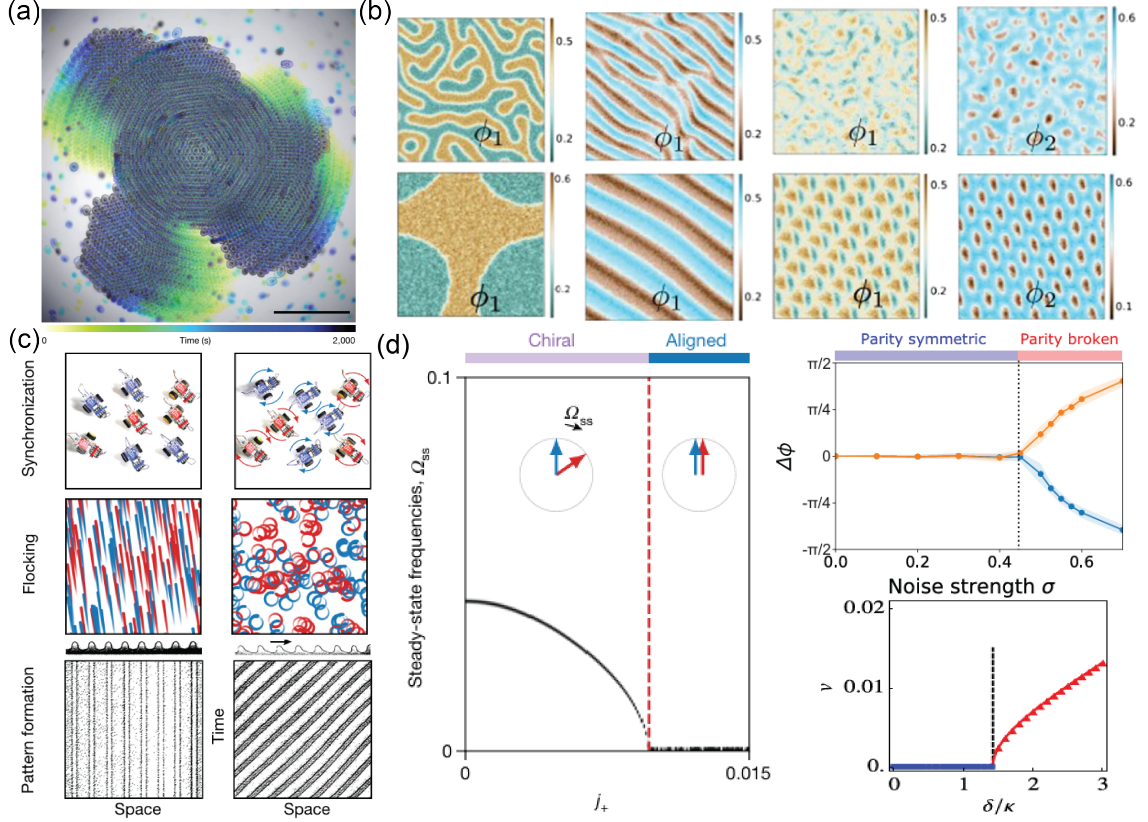 (a)
0
Time (s)
2,000
(b)
0.5
0.2
ϕ₁
0.5
0.2
ϕ₁
0.5
0.2
ϕ₁
0.6
0.2
ϕ₂
0.6
0.2
ϕ₁
0.5
0.2
ϕ₁
0.5
0.2
ϕ₁
0.6
0.1
ϕ₂
(c)
Synchronization
Flocking
Pattern formation
Time
Space
Space
(d)
Chiral
Aligned
Steady-state frequencies, Ωss
0.1
0
Ωss
0
0.015
j₊
Parity symmetric
Parity broken
Δϕ
π/2
π/4
0
-π/4
-π/2
0.0
0.2
0.4
0.6
Noise strength σ
ν
0.02
0.01
0.
0
1
2
3
δ/κ